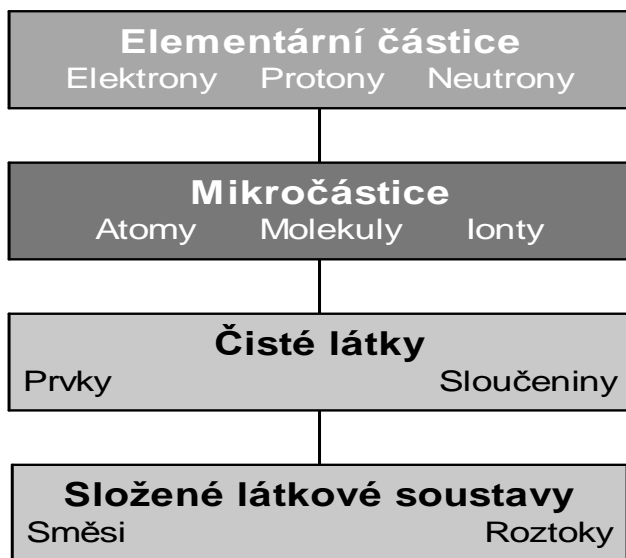 Elementární částice
Elektrony Protony Neutrony
Mikročástice
Atomy Molekuly Ionty
Čisté látky
Prvky Sloučeniny
Složené látkové soustavy
Směsi Roztoky